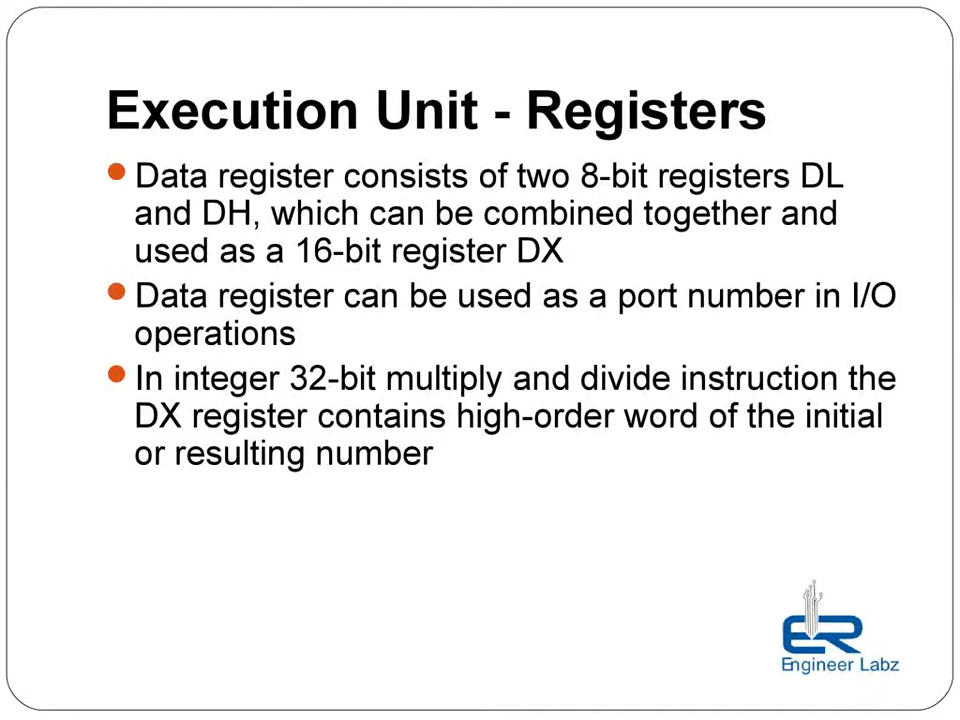 Execution Unit - Registers
Data register consists of two 8-bit registers DL
and DH, which can be combined together and
used as a 16-bit register DX
Data register can be used as a port number in I/O
operations
In integer 32-bit multiply and divide instruction the
DX register contains high-order word of the initial
or resulting number
ER
Engineer Labz